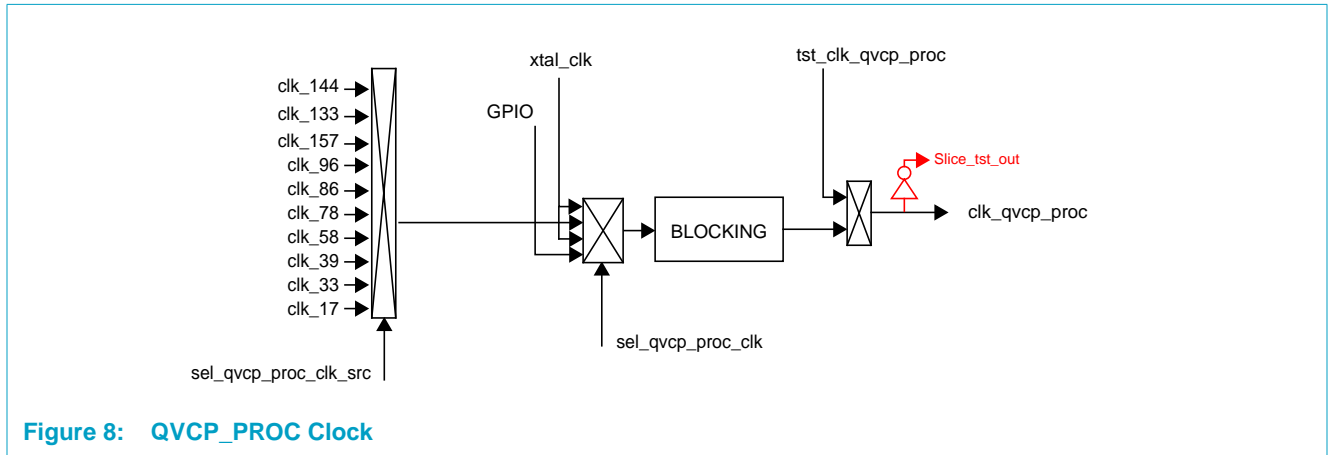 xtal_clk
tst_clk_qvcp_proc
clk_144
GPIO
clk_133
clk_157
Slice_tst_out
clk_96
clk_86
clk_78
clk_qvcp_proc
BLOCKING
clk_58
clk_39
clk_33
clk_17
sel_qvcp_proc_clk
sel_qvcp_proc_clk_src
Figure 8: QVCP_PROC Clock